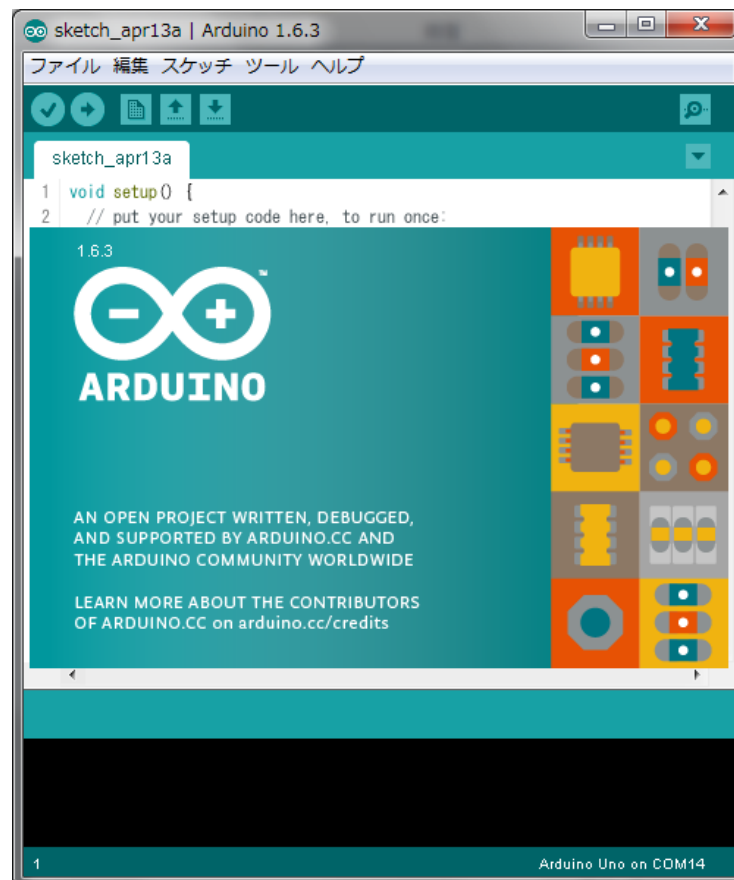 sketch_apr13a | Arduino 1.6.3
ファイル 編集 スケッチ ツール ヘルプ
sketch_apr13a
1 void setup() {
2 // put your setup code here, to run once:
1.6.3
™
ARDUINO
AN OPEN PROJECT WRITTEN, DEBUGGED,
AND SUPPORTED BY ARDUINO.CC AND
THE ARDUINO COMMUNITY WORLDWIDE
LEARN MORE ABOUT THE CONTRIBUTORS
OF ARDUINO.CC on arduino.cc/credits
1 Arduino Uno on COM14